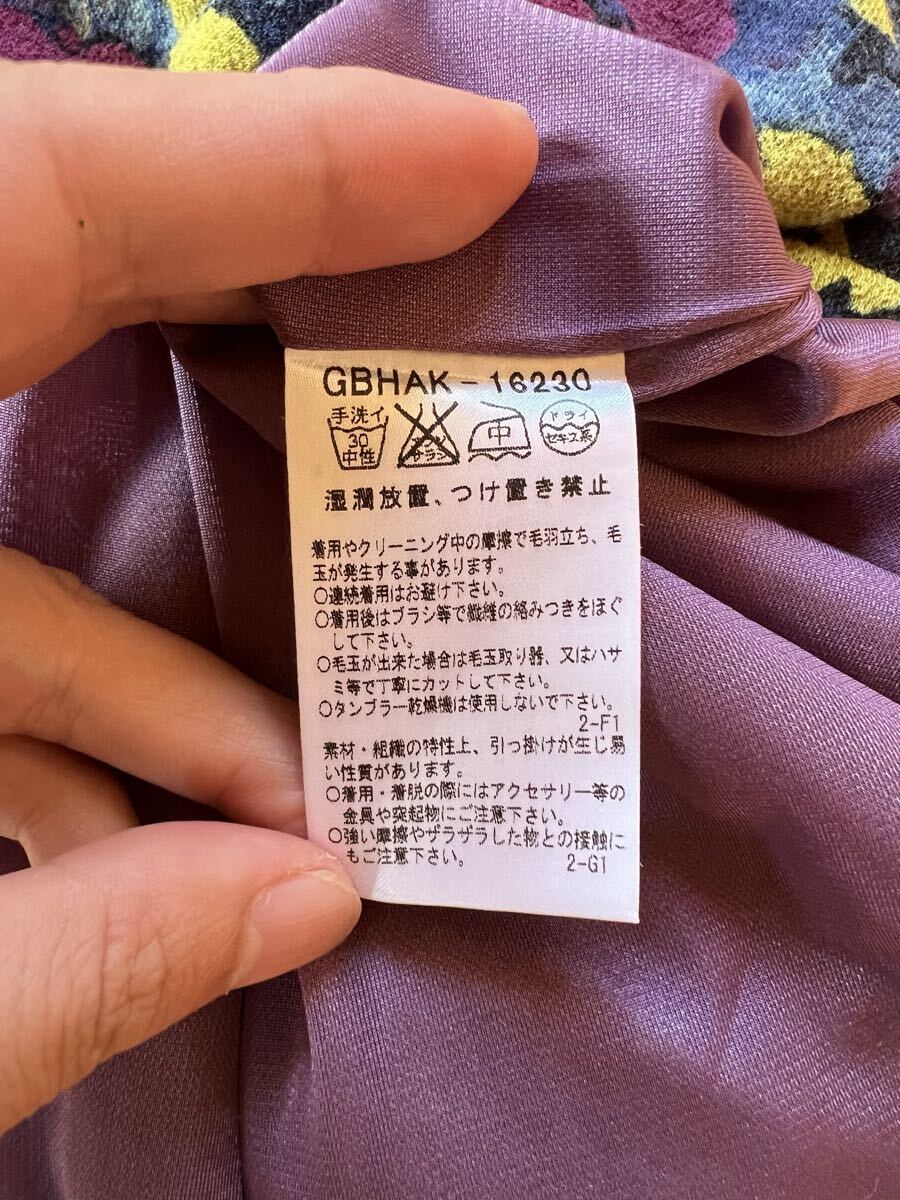 GBHAK-16230
手洗イ
30
中性
エンソ
サラシ
中
ドライ
セキユ系
湿潤放置、つけ置き禁止
着用やクリーニング中の摩擦で毛羽立ち、毛
玉が発生する事があります。
○連続着用はお避け下さい。
○着用後はブラシ等で繊維の絡みつきをほぐ
して下さい。
○毛玉が出来た場合は毛玉取り器、又はハサ
ミ等で丁寧にカットして下さい。
○タンブラー乾燥機は使用しないで下さい。
2-F1
素材・組織の特性上、引っ掛けが生じ易
い性質があります。
○着用・着脱の際にはアクセサリー等の
金具や突起物にご注意下さい。
○強い摩擦やザラザラした物との接触に
もご注意下さい。
2-G1